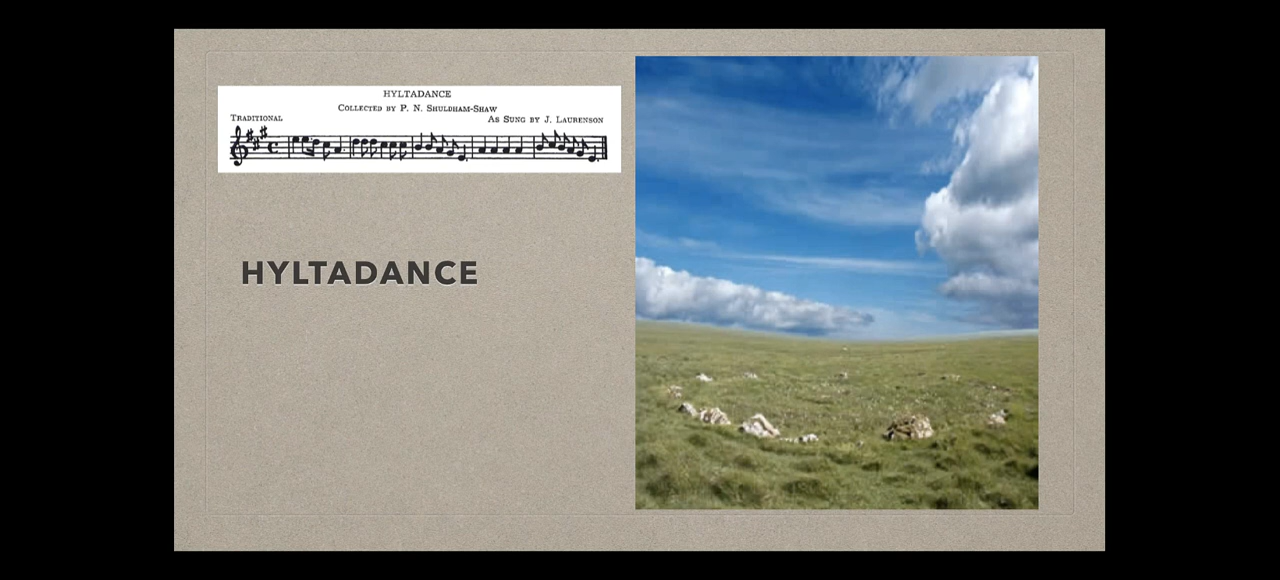 HYLTADANCE
COLLECTED BY P. N. SHULDHAM-SHAW
TRADITIONAL
AS SUNG BY J. LAURENSON
HYLTADANCE